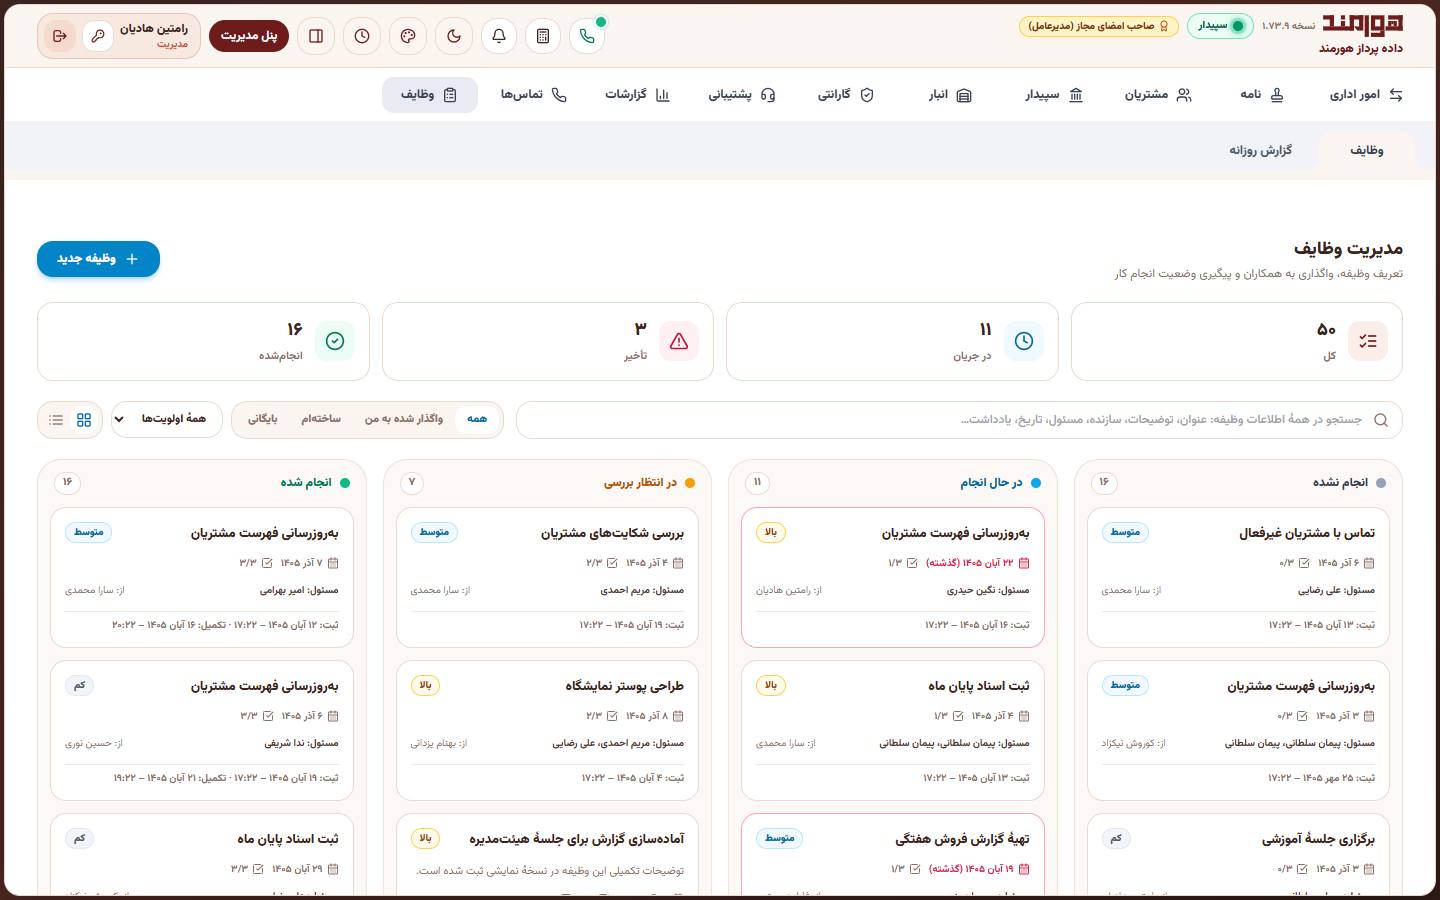 هورمند
داده پرداز هورمند
نسخه ۱.۷۳.۹
سپیدار
صاحب امضای مجاز (مدیرعامل)
پنل مدیریت
رامتین هادیان
مدیریت
امور اداری
نامه
مشتریان
سپیدار
انبار
گارانتی
پشتیبانی
گزارشات
تماس‌ها
وظایف
وظایف
گزارش روزانه
مدیریت وظایف
تعریف وظیفه، واگذاری به همکاران و پیگیری وضعیت انجام کار
وظیفه جدید
۵۰
کل
۱۱
در جریان
۳
تأخیر
۱۶
انجام‌شده
جستجو در همهٔ اطلاعات وظیفه: عنوان، توضیحات، سازنده، مسئول، تاریخ، یادداشت...
همه
واگذار شده به من
ساخته‌ام
بایگانی
همهٔ اولویت‌ها
انجام نشده
۱۶
تماس با مشتریان غیرفعال
متوسط
۶ آذر ۱۴۰۵
۰/۳
مسئول: علی رضایی
از: سارا محمدی
ثبت: ۱۳ آبان ۱۴۰۵ – ۱۷:۲۲
به‌روزرسانی فهرست مشتریان
متوسط
۳ آذر ۱۴۰۵
۰/۳
مسئول: پیمان سلطانی، پیمان سلطانی
از: کوروش نیکزاد
ثبت: ۲۵ مهر ۱۴۰۵ – ۱۷:۲۲
برگزاری جلسهٔ آموزشی
کم
۳ آذر ۱۴۰۵
۰/۳
در حال انجام
۱۱
به‌روزرسانی فهرست مشتریان
بالا
۲۲ آبان ۱۴۰۵ (گذشته)
۱/۳
مسئول: نگین حیدری
از: رامتین هادیان
ثبت: ۱۶ آبان ۱۴۰۵ – ۱۷:۲۲
ثبت اسناد پایان ماه
بالا
۴ آذر ۱۴۰۵
۱/۳
مسئول: پیمان سلطانی، پیمان سلطانی
از: سارا محمدی
ثبت: ۱۳ آبان ۱۴۰۵ – ۱۷:۲۲
تهیهٔ گزارش فروش هفتگی
متوسط
۱۹ آبان ۱۴۰۵ (گذشته)
۱/۳
در انتظار بررسی
۷
بررسی شکایت‌های مشتریان
متوسط
۴ آذر ۱۴۰۵
۲/۳
مسئول: مریم احمدی
از: سارا محمدی
ثبت: ۱۹ آبان ۱۴۰۵ – ۱۷:۲۲
طراحی پوستر نمایشگاه
بالا
۸ آذر ۱۴۰۵
۲/۳
مسئول: مریم احمدی، علی رضایی
از: بهنام یزدانی
ثبت: ۴ آبان ۱۴۰۵ – ۱۷:۲۲
آماده‌سازی گزارش برای جلسهٔ هیئت‌مدیره
بالا
توضیحات تکمیلی این وظیفه در نسخهٔ نمایشی ثبت شده است.
انجام شده
۱۶
به‌روزرسانی فهرست مشتریان
متوسط
۷ آذر ۱۴۰۵
۳/۳
مسئول: امیر بهرامی
از: سارا محمدی
ثبت: ۱۲ آبان ۱۴۰۵ – ۱۷:۲۲ · تکمیل: ۱۶ آبان ۱۴۰۵ – ۲۰:۲۲
به‌روزرسانی فهرست مشتریان
کم
۶ آذر ۱۴۰۵
۳/۳
مسئول: ندا شریفی
از: حسین نوری
ثبت: ۱۹ آبان ۱۴۰۵ – ۱۷:۲۲ · تکمیل: ۲۱ آبان ۱۴۰۵ – ۱۹:۲۲
ثبت اسناد پایان ماه
کم
۲۹ آبان ۱۴۰۵
۳/۳